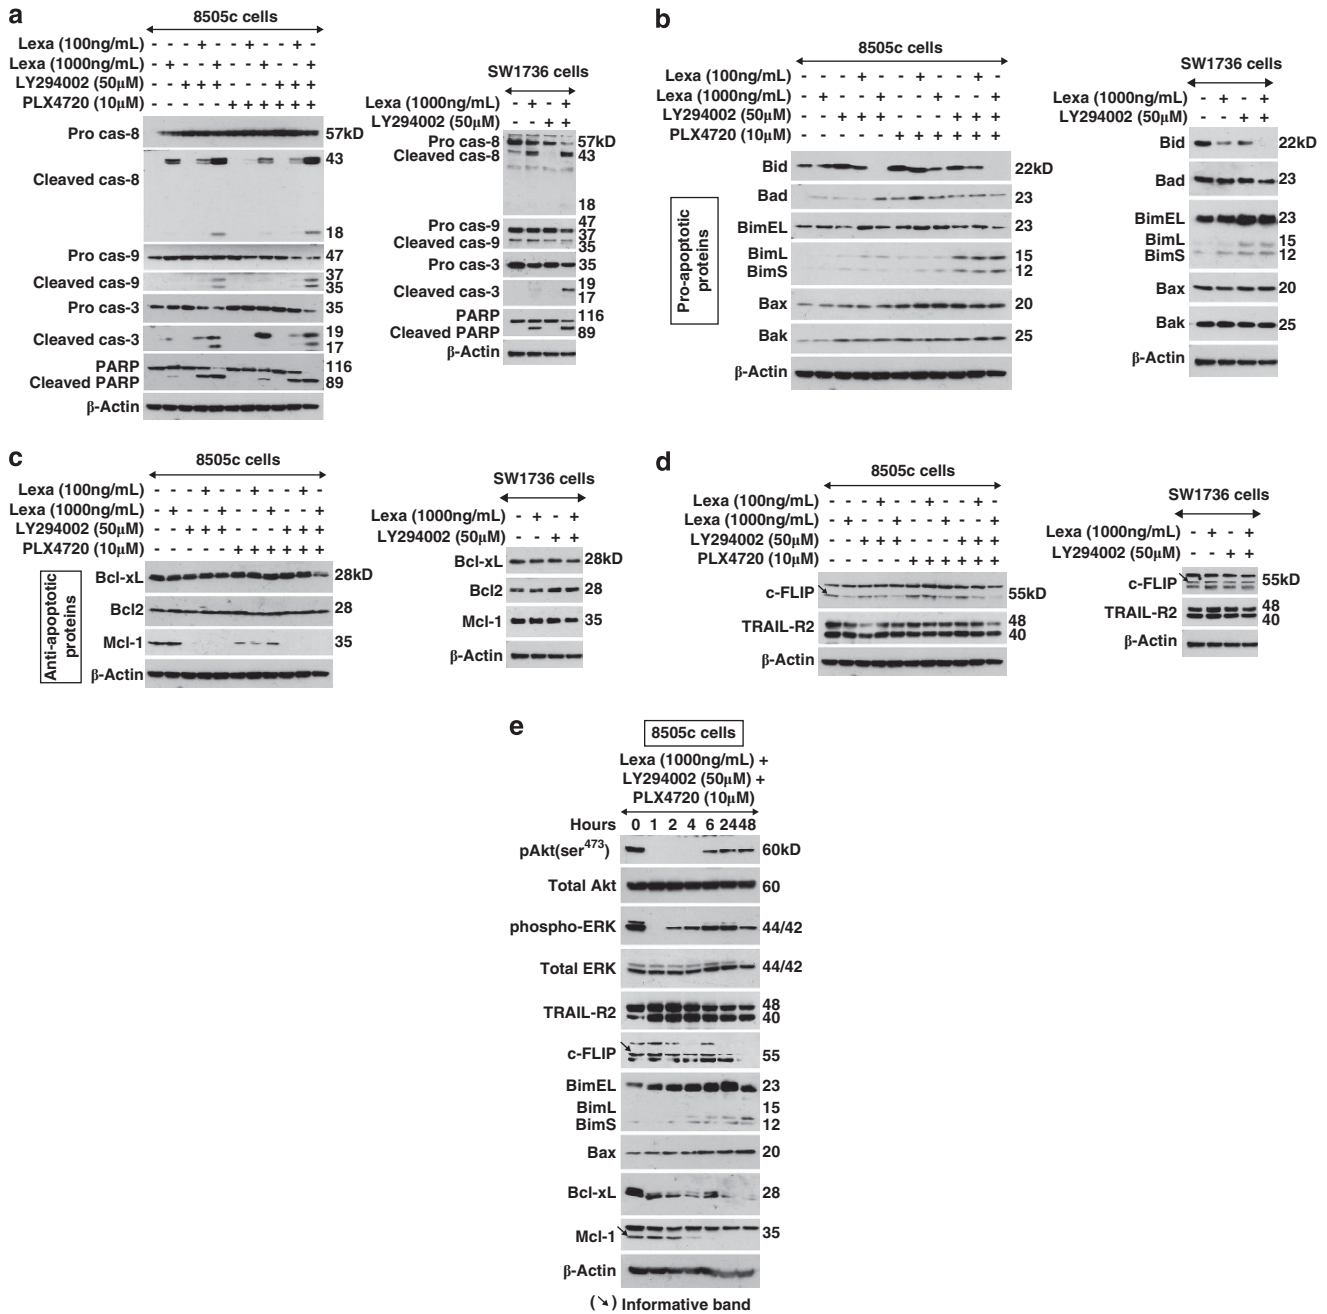 a
8505c cells
Lexa (100ng/mL) - - - + - - + - - + -
Lexa (1000ng/mL) - + - - + - - + - - +
LY294002 (50μM) - - + + + - - - + + +
PLX4720 (10μM) - - - - - + + + + + +
Pro cas-8 57kD
43
Cleaved cas-8
18
Pro cas-9 47
Cleaved cas-9 37
35
Pro cas-3 35
Cleaved cas-3 19
17
PARP 116
Cleaved PARP 89
β-Actin
SW1736 cells
Lexa (1000ng/mL) - + - +
LY294002 (50μM) - - + +
Pro cas-8 57kD
Cleaved cas-8 43
18
Pro cas-9 47
37
Cleaved cas-9 35
Pro cas-3 35
Cleaved cas-3 19
17
PARP 116
Cleaved PARP 89
β-Actin
b
8505c cells
Lexa (100ng/mL) - - - + - - + - - + -
Lexa (1000ng/mL) - + - - + - - + - - +
LY294002 (50μM) - - + + + - - - + + +
PLX4720 (10μM) - - - - - + + + + + +
Pro-apoptotic
proteins
Bid 22kD
Bad 23
BimEL 23
BimL 15
BimS 12
Bax 20
Bak 25
β-Actin
SW1736 cells
Lexa (1000ng/mL) - + - +
LY294002 (50μM) - - + +
Bid 22kD
Bad 23
BimEL 23
BimL 15
BimS 12
Bax 20
Bak 25
β-Actin
c
8505c cells
Lexa (100ng/mL) - - - + - - + - - + -
Lexa (1000ng/mL) - + - - + - - + - - +
LY294002 (50μM) - - + + + - - - + + +
PLX4720 (10μM) - - - - - + + + + + +
Anti-apoptotic
proteins
Bcl-xL 28kD
Bcl2 28
Mcl-1 35
β-Actin
SW1736 cells
Lexa (1000ng/mL) - + - +
LY294002 (50μM) - - + +
Bcl-xL 28kD
Bcl2 28
Mcl-1 35
β-Actin
d
8505c cells
Lexa (100ng/mL) - - - + - - + - - + -
Lexa (1000ng/mL) - + - - + - - + - - +
LY294002 (50μM) - - + + + - - - + + +
PLX4720 (10μM) - - - - - + + + + + +
c-FLIP 55kD
TRAIL-R2 48
40
β-Actin
SW1736 cells
Lexa (1000ng/mL) - + - +
LY294002 (50μM) - - + +
c-FLIP 55kD
TRAIL-R2 48
40
β-Actin
e
8505c cells
Lexa (1000ng/mL) +
LY294002 (50μM) +
PLX4720 (10μM)
Hours 0 1 2 4 6 24 48
pAkt(ser473) 60kD
Total Akt 60
phospho-ERK 44/42
Total ERK 44/42
TRAIL-R2 48
40
c-FLIP 55
BimEL 23
BimL 15
BimS 12
Bax 20
Bcl-xL 28
Mcl-1 35
β-Actin
(↘) Informative band